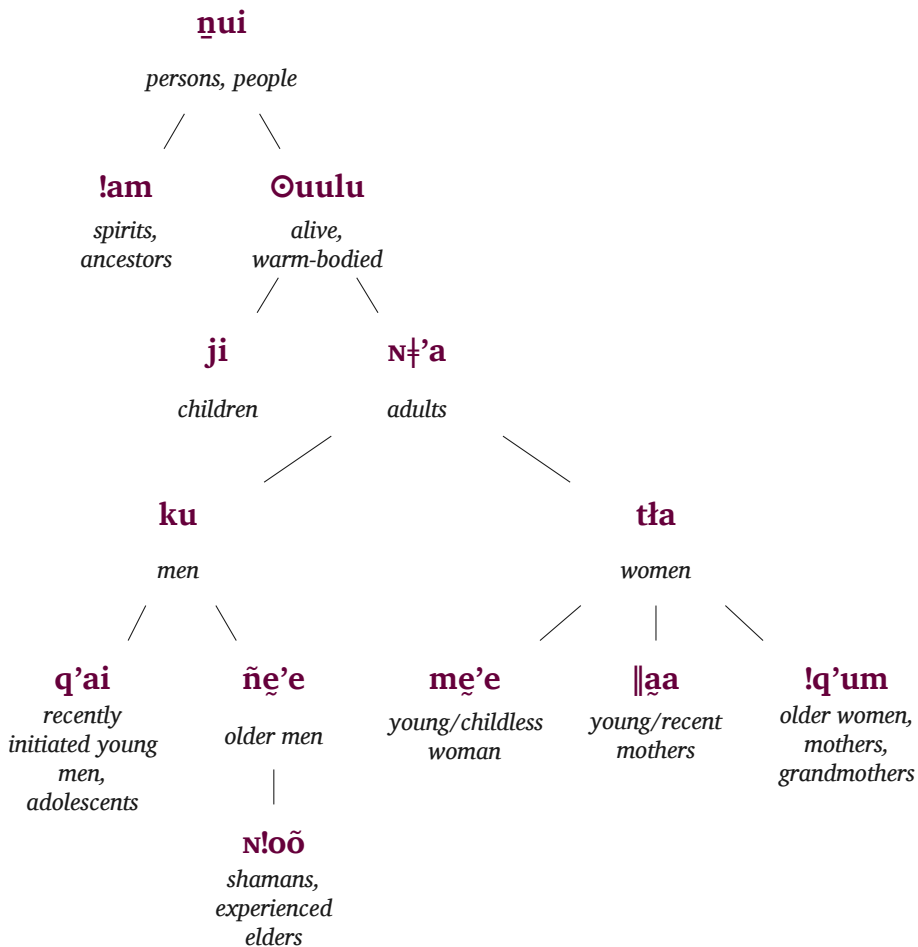 ṉui
persons, people
!am
ʘuulu
spirits,
ancestors
alive,
warm-bodied
ji
ɴǂ’a
children
adults
ku
tła
men
women
q’ai
ñḛ’e
mḛ’e
ǁa̰a
!q’um
recently
initiated young
men,
adolescents
older men
young/childless
woman
young/recent
mothers
older women,
mothers,
grandmothers
ɴ!oõ
shamans,
experienced
elders